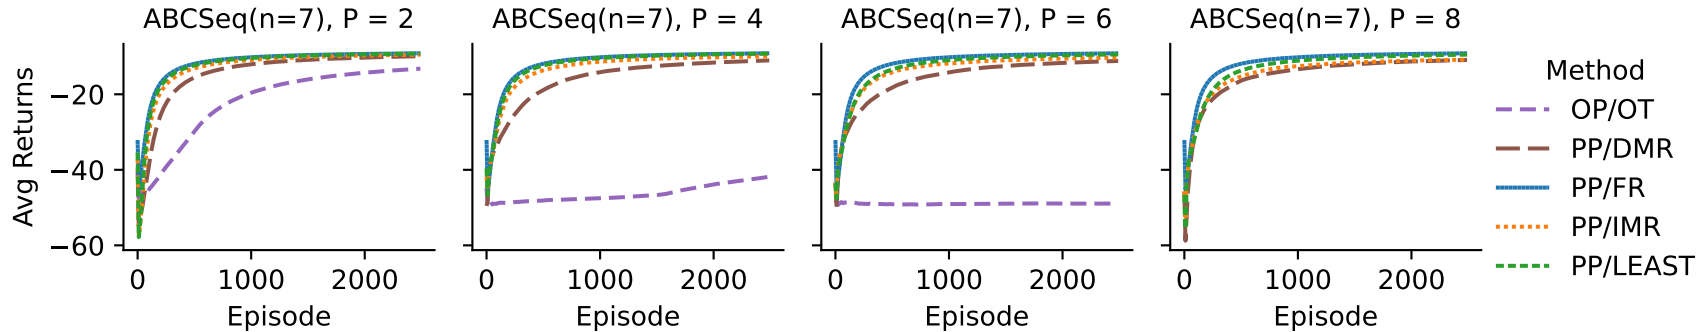 ABCSeq(n=7), P = 2
ABCSeq(n=7), P = 4
ABCSeq(n=7), P = 6
ABCSeq(n=7), P = 8
Avg Returns
−20
−40
−60
0 1000 2000
0 1000 2000
0 1000 2000
0 1000 2000
Episode
Episode
Episode
Episode
Method
OP/OT
PP/DMR
PP/FR
PP/IMR
PP/LEAST